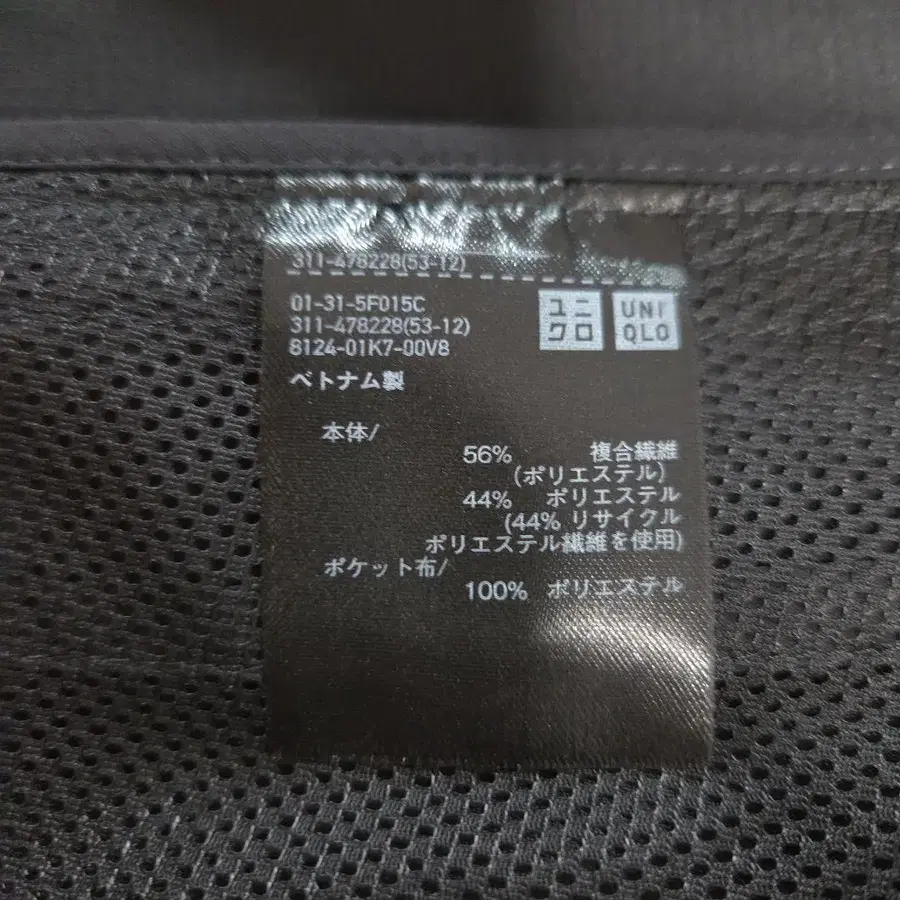 311-478228(53-12)
01-31-5F015C
311-478228(53-12)
8124-01K7-00V8
ユニ
クロ
UNI
QLO
ベトナム製
本体/
56% 複合繊維
(ポリエステル)
44% ポリエステル
(44% リサイクル
ポリエステル繊維を使用)
ポケット布/
100% ポリエステル